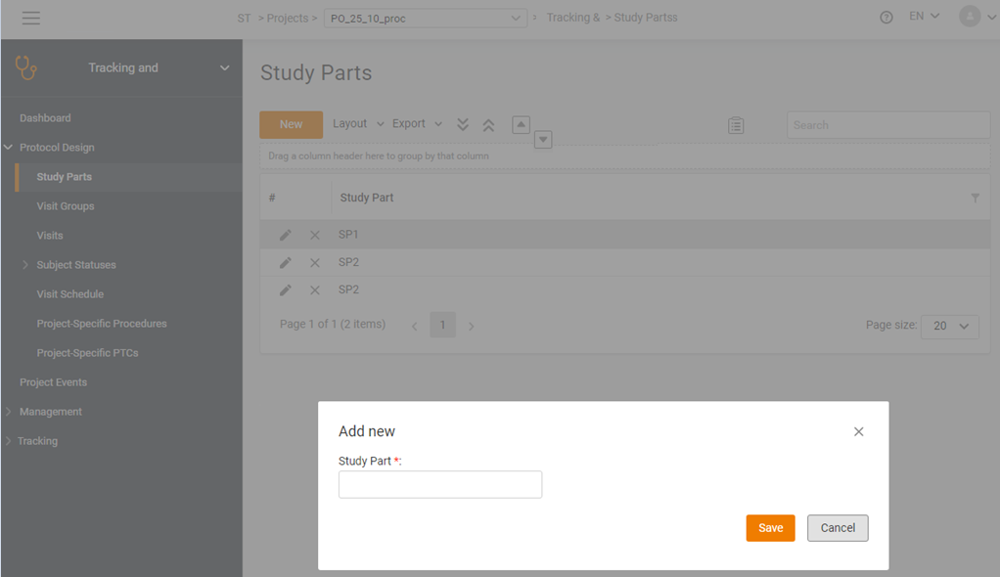 ST > Projects > PO_25_10_proc > Tracking & > Study Partss
EN
Tracking and
Dashboard
Protocol Design
Study Parts
Visit Groups
Visits
Subject Statuses
Visit Schedule
Project-Specific Procedures
Project-Specific PTCs
Project Events
Management
Tracking
Study Parts
New Layout Export Search
Drag a column header here to group by that column
# Study Part
SP1
SP2
SP2
Page 1 of 1 (2 items) 1 Page size: 20
Add new
Study Part *:
Save Cancel